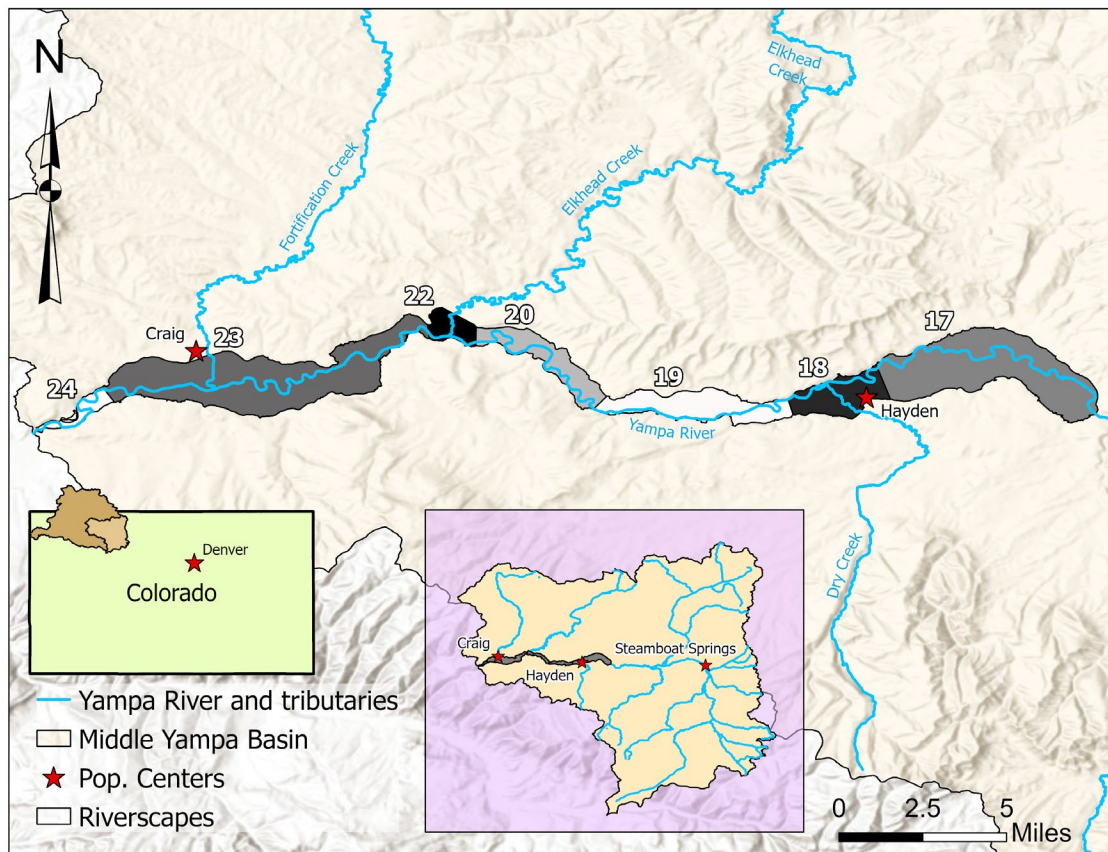 N
Elkhead
Creek
Elkhead Creek
Fortification Creek
22
20
17
Craig
23
24
19
18
Hayden
Yampa River
Dry Creek
Denver
Colorado
Craig
Steamboat Springs
Hayden
Yampa River and tributaries
Middle Yampa Basin
Pop. Centers
Riverscapes
0 2.5 5
Miles